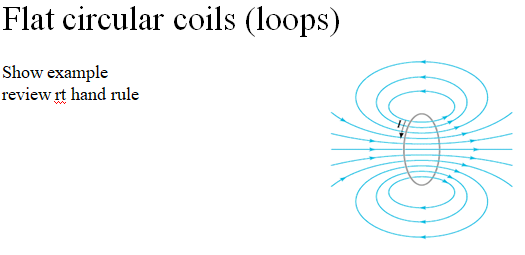 Flat circular coils (loops)
Show example
review rt hand rule
I